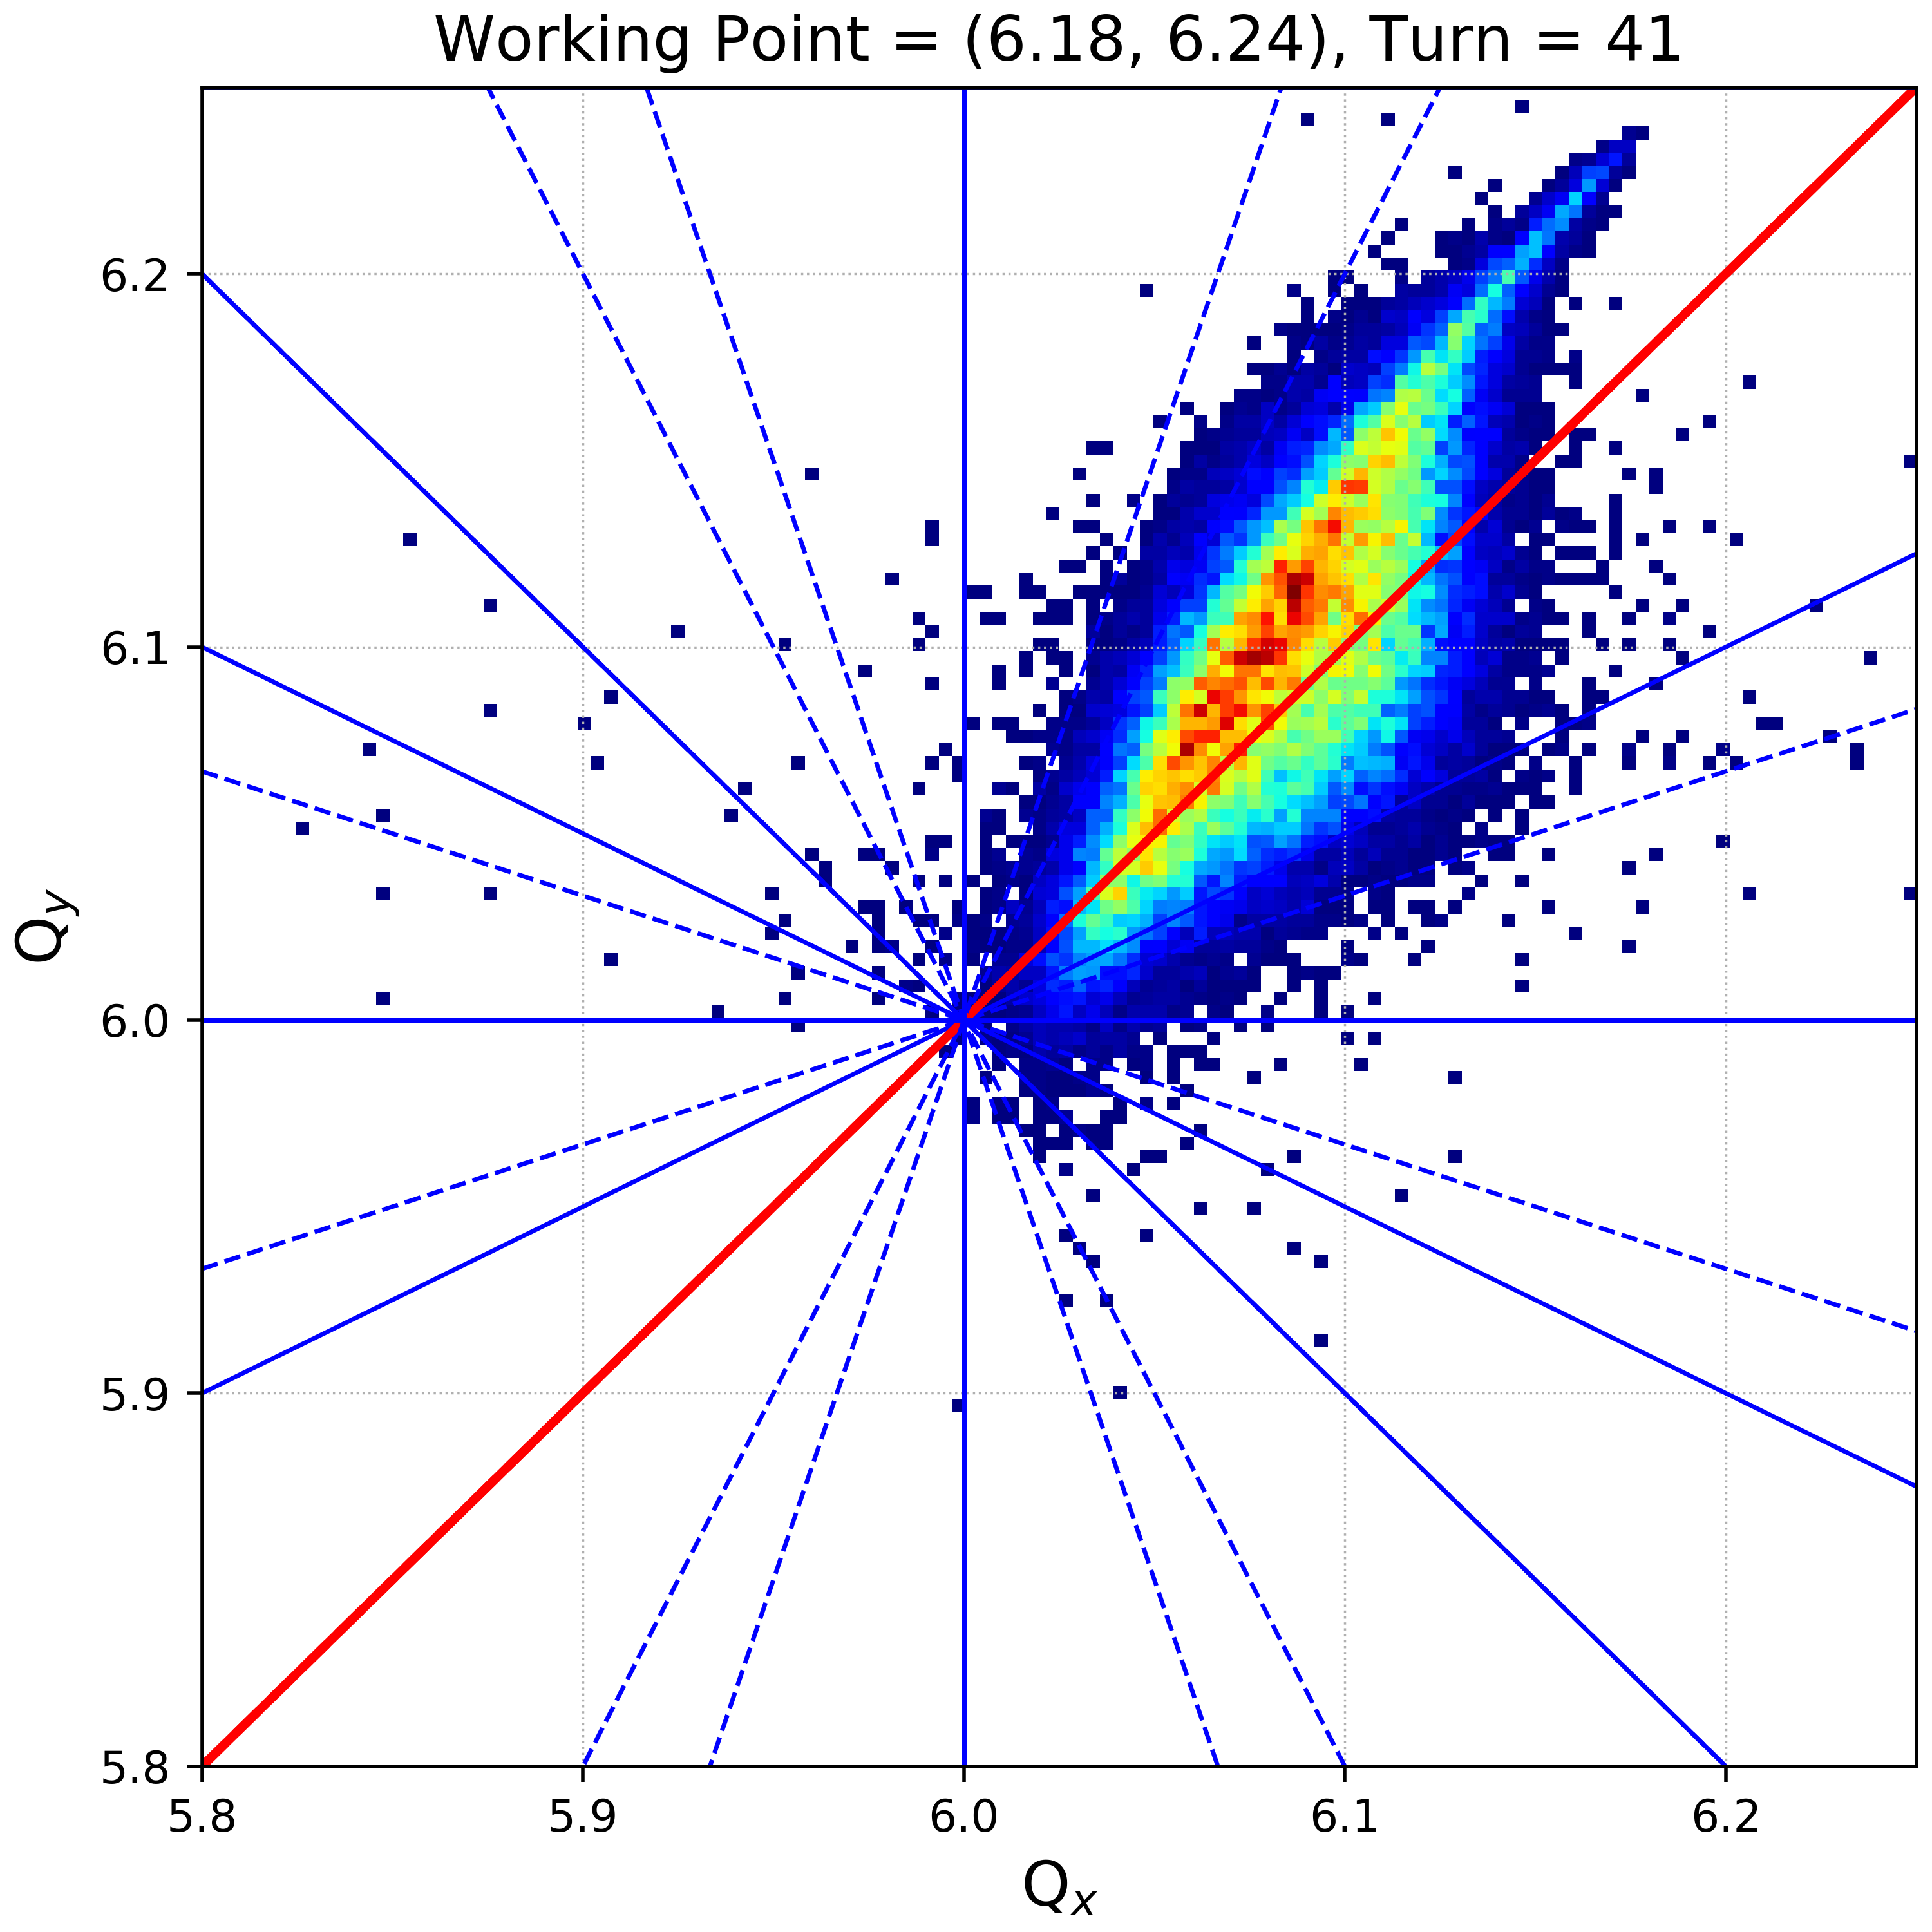 Working Point = (6.18, 6.24), Turn = 41
6.2
6.1
6.0
5.9
5.8
Qy
5.8 5.9 6.0 6.1 6.2
Qx